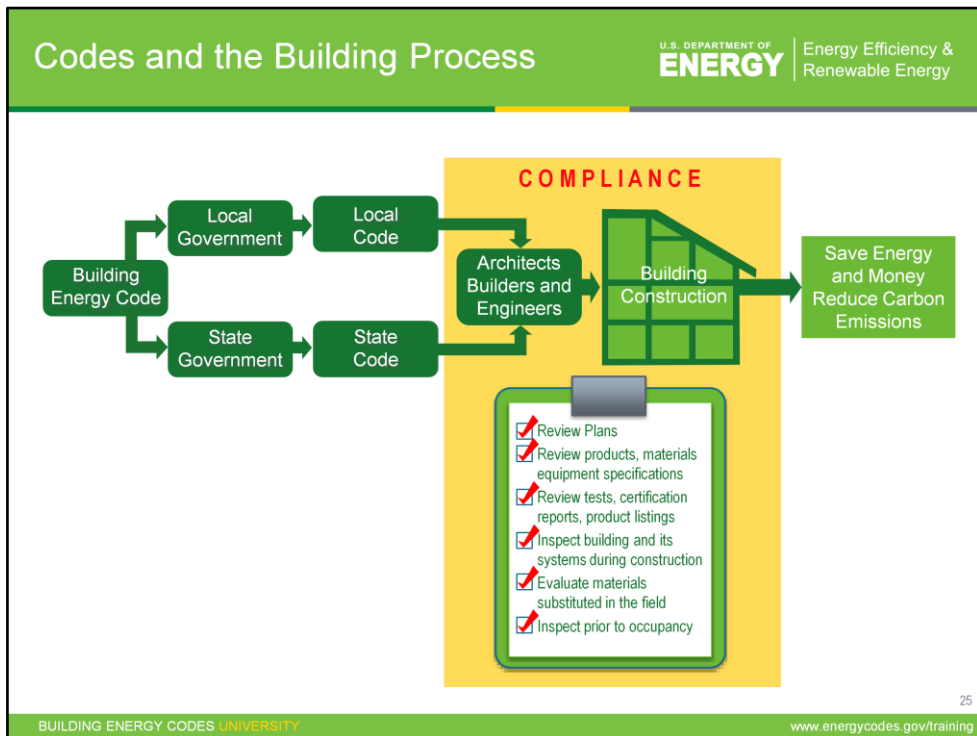 Codes and the Building Process
U.S. DEPARTMENT OF
ENERGY
Energy Efficiency &
Renewable Energy
COMPLIANCE
Building
Energy Code
Local
Government
Local
Code
State
Government
State
Code
Architects
Builders and
Engineers
Building
Construction
Save Energy
and Money
Reduce Carbon
Emissions
Review Plans
Review products, materials
equipment specifications
Review tests, certification
reports, product listings
Inspect building and its
systems during construction
Evaluate materials
substituted in the field
Inspect prior to occupancy
25
BUILDING ENERGY CODES UNIVERSITY
www.energycodes.gov/training